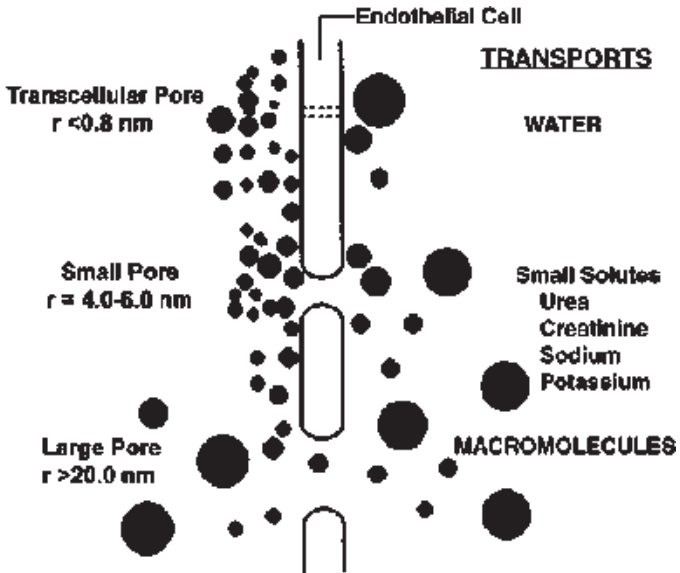 Endothelial Cell
TRANSPORTS
Transcellular Pore
r <0.8 nm
WATER
Small Pore
r = 4.0-6.0 nm
Small Solutes
Urea
Creatinine
Sodium
Potassium
Large Pore
r >20.0 nm
MACROMOLECULES